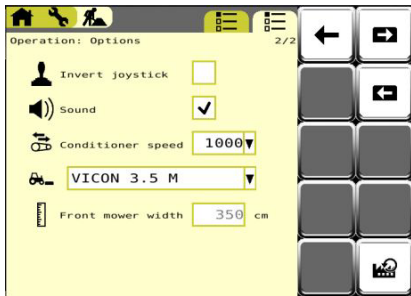 Operation: Options 2/2
Invert joystick
Sound
Conditioner speed 1000
VICON 3.5 M
Front mower width 350 cm